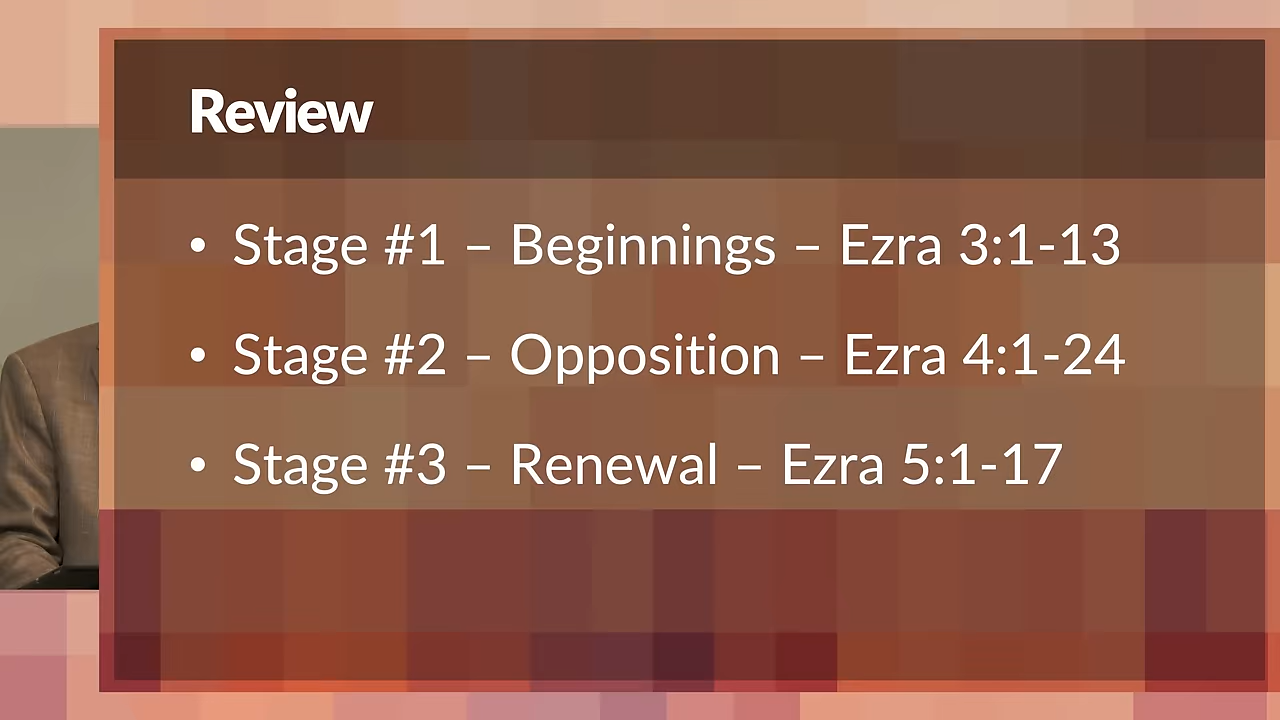 Review
• Stage #1 – Beginnings – Ezra 3:1-13
• Stage #2 – Opposition – Ezra 4:1-24
• Stage #3 – Renewal – Ezra 5:1-17